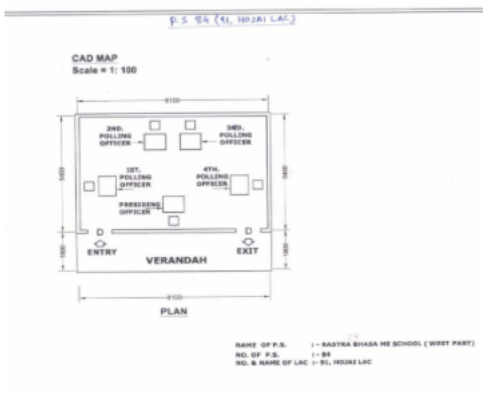 P.S 84 (91, HOJAI LAC)
CAD MAP
Scale = 1: 100
8100
2ND.
POLLING
OFFICER
3RD.
POLLING
OFFICER
1ST.
POLLING
OFFICER
4TH.
POLLING
OFFICER
PRESIDING
OFFICER
5400
5400
D
D
ENTRY
EXIT
1800
1800
VERANDAH
8100
PLAN
NAME OF P.S. :- RASTRA BHASA ME SCHOOL ( WEST PART)
NO. OF P.S. :- 84
NO. & NAME OF LAC :- 91, HOJAI LAC